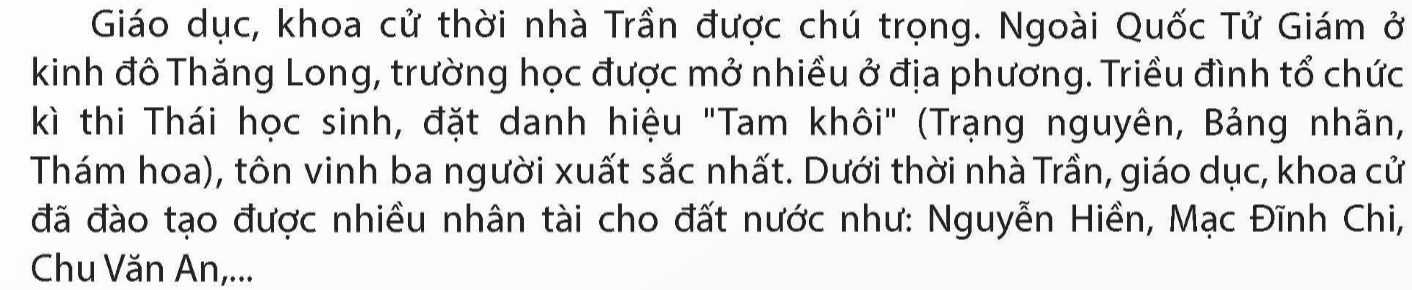 Giáo dục, khoa cử thời nhà Trần được chú trọng. Ngoài Quốc Tử Giám ở
kinh đô Thăng Long, trường học được mở nhiều ở địa phương. Triều đình tổ chức
kì thi Thái học sinh, đặt danh hiệu "Tam khôi" (Trạng nguyên, Bảng nhãn,
Thám hoa), tôn vinh ba người xuất sắc nhất. Dưới thời nhà Trần, giáo dục, khoa cử
đã đào tạo được nhiều nhân tài cho đất nước như: Nguyễn Hiền, Mạc Đĩnh Chi,
Chu Văn An,...